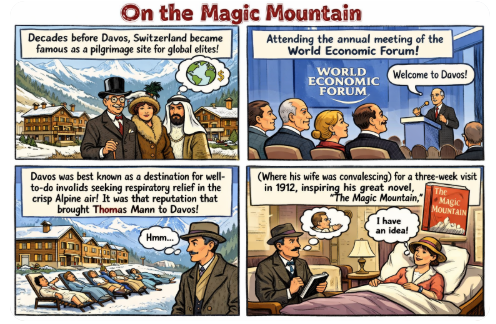 On the Magic Mountain
Decades before Davos, Switzerland became
famous as a pilgrimage site for global elites!
$
Attending the annual meeting of the
World Economic Forum!
WORLD
ECONOMIC
FORUM
Welcome to Davos!
Davos was best known as a destination for well-
to-do invalids seeking respiratory relief in the
crisp Alpine air! It was that reputation that
brought Thomas Mann to Davos!
Hmm...
(Where his wife was convalescing) for a three-week visit
in 1912, inspiring his great novel,
"The Magic Mountain,"
The
Magic
Mountain
I have
an idea!